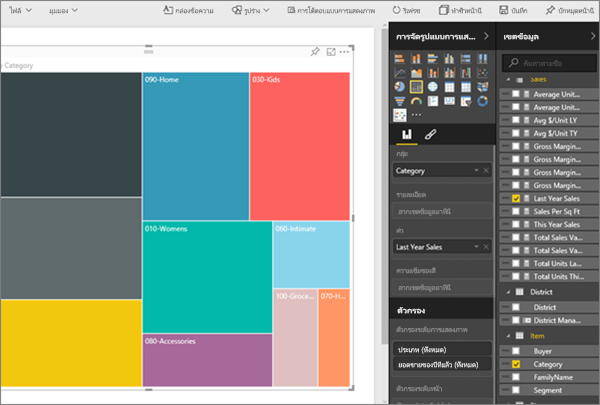 ไฟล์
มุมมอง
กล่องข้อความ
รูปร่าง
การโต้ตอบแบบการแสดงภาพ
รีเฟรช
ทำซ้ำหน้านี้
บันทึก
ปักหมุดหน้านี้
y Category
090-Home
030-Kids
010-Womens
060-Intimate
100-Groce...
070-H...
080-Accessories
การจัดรูปแบบการแส...
กลุ่ม
Category
รายละเอียด
ลากเขตข้อมูลมาที่นี่
ค่า
Last Year Sales
ความเข้มของสี
ลากเขตข้อมูลมาที่นี่
ตัวกรอง
ตัวกรองระดับการแสดงภาพ
ประเภท (ทั้งหมด)
ยอดขายของปีที่แล้ว (ทั้งหมด)
ตัวกรองระดับหน้า
เขตข้อมูล
ค้นหาตามชื่อ
Sales
Average Unit...
Average Unit...
Avg $/Unit LY
Avg $/Unit TY
Gross Margin...
Gross Margin...
Gross Margin...
Gross Margin...
Last Year Sales
Sales Per Sq Ft
This Year Sales
Total Sales Va...
Total Sales Va...
Total Units La...
Total Units Thi...
District
District
District Mana...
Item
Buyer
Category
FamilyName
Segment